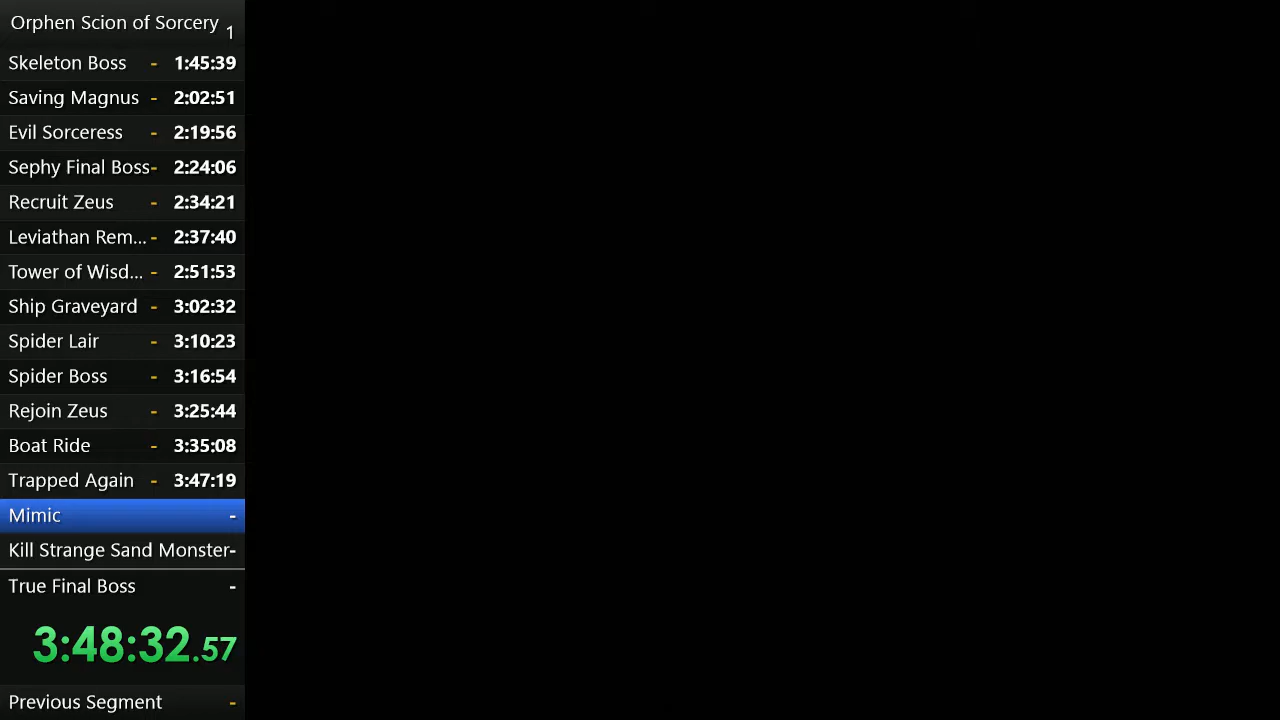 Orphen Scion of Sorcery 1
Skeleton Boss - 1:45:39
Saving Magnus - 2:02:51
Evil Sorceress - 2:19:56
Sephy Final Boss- 2:24:06
Recruit Zeus - 2:34:21
Leviathan Rem... - 2:37:40
Tower of Wisd... - 2:51:53
Ship Graveyard - 3:02:32
Spider Lair - 3:10:23
Spider Boss - 3:16:54
Rejoin Zeus - 3:25:44
Boat Ride - 3:35:08
Trapped Again - 3:47:19
Mimic -
Kill Strange Sand Monster-
True Final Boss -
3:48:32.57
Previous Segment -